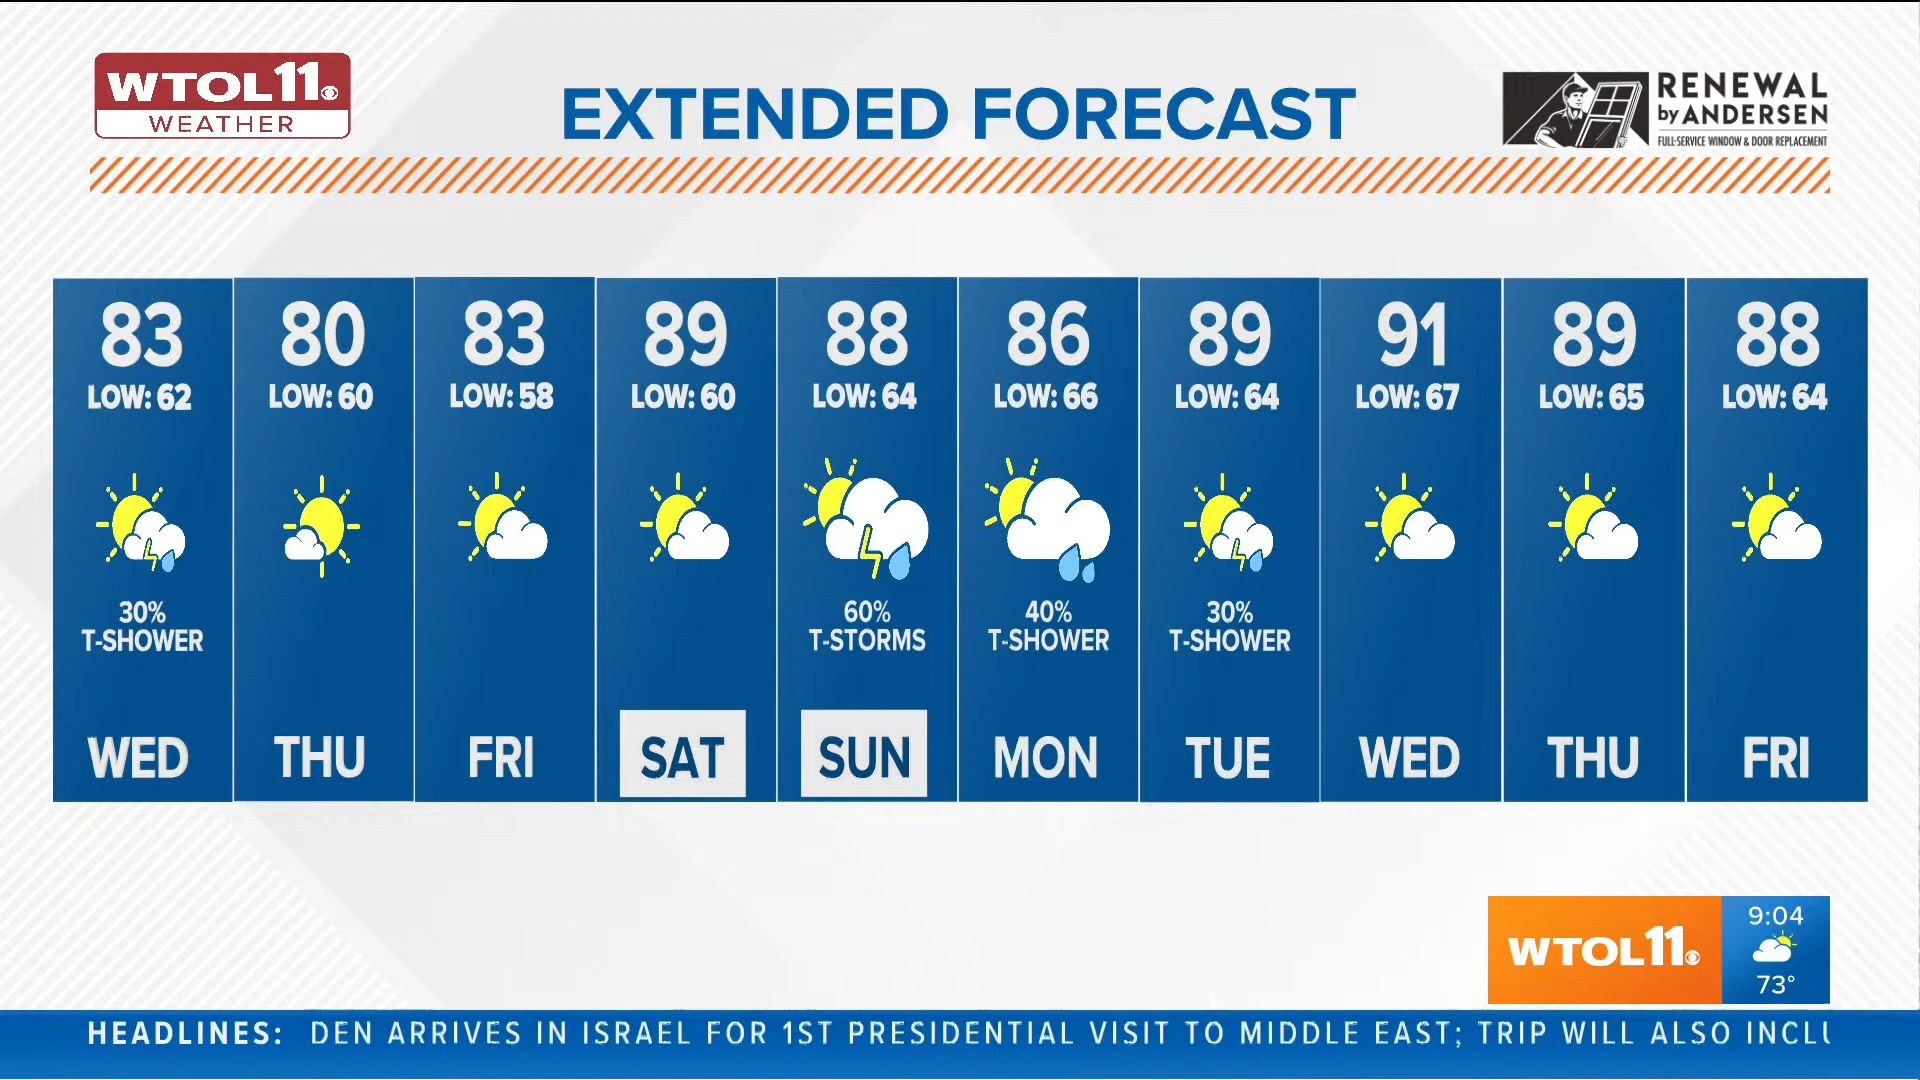 WTOL11
WEATHER
EXTENDED FORECAST
RENEWAL
by ANDERSEN
FULL-SERVICE WINDOW & DOOR REPLACEMENT
83
LOW: 62
30%
T-SHOWER
WED
80
LOW: 60
THU
83
LOW: 58
FRI
89
LOW: 60
SAT
88
LOW: 64
60%
T-STORMS
SUN
86
LOW: 66
40%
T-SHOWER
MON
89
LOW: 64
30%
T-SHOWER
TUE
91
LOW: 67
WED
89
LOW: 65
THU
88
LOW: 64
FRI
WTOL11
9:04
73°
HEADLINES: DEN ARRIVES IN ISRAEL FOR 1ST PRESIDENTIAL VISIT TO MIDDLE EAST; TRIP WILL ALSO INCL